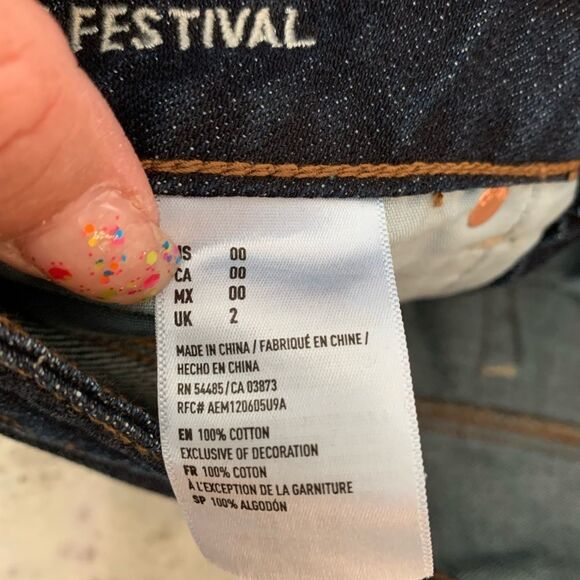 FESTIVAL
US 00
CA 00
MX 00
UK 2
MADE IN CHINA / FABRIQUÉ EN CHINE /
HECHO EN CHINA
RN 54485 / CA 03873
RFC# AEM120605U9A
EN 100% COTTON
EXCLUSIVE OF DECORATION
FR 100% COTON
À L'EXCEPTION DE LA GARNITURE
SP 100% ALGODÓN